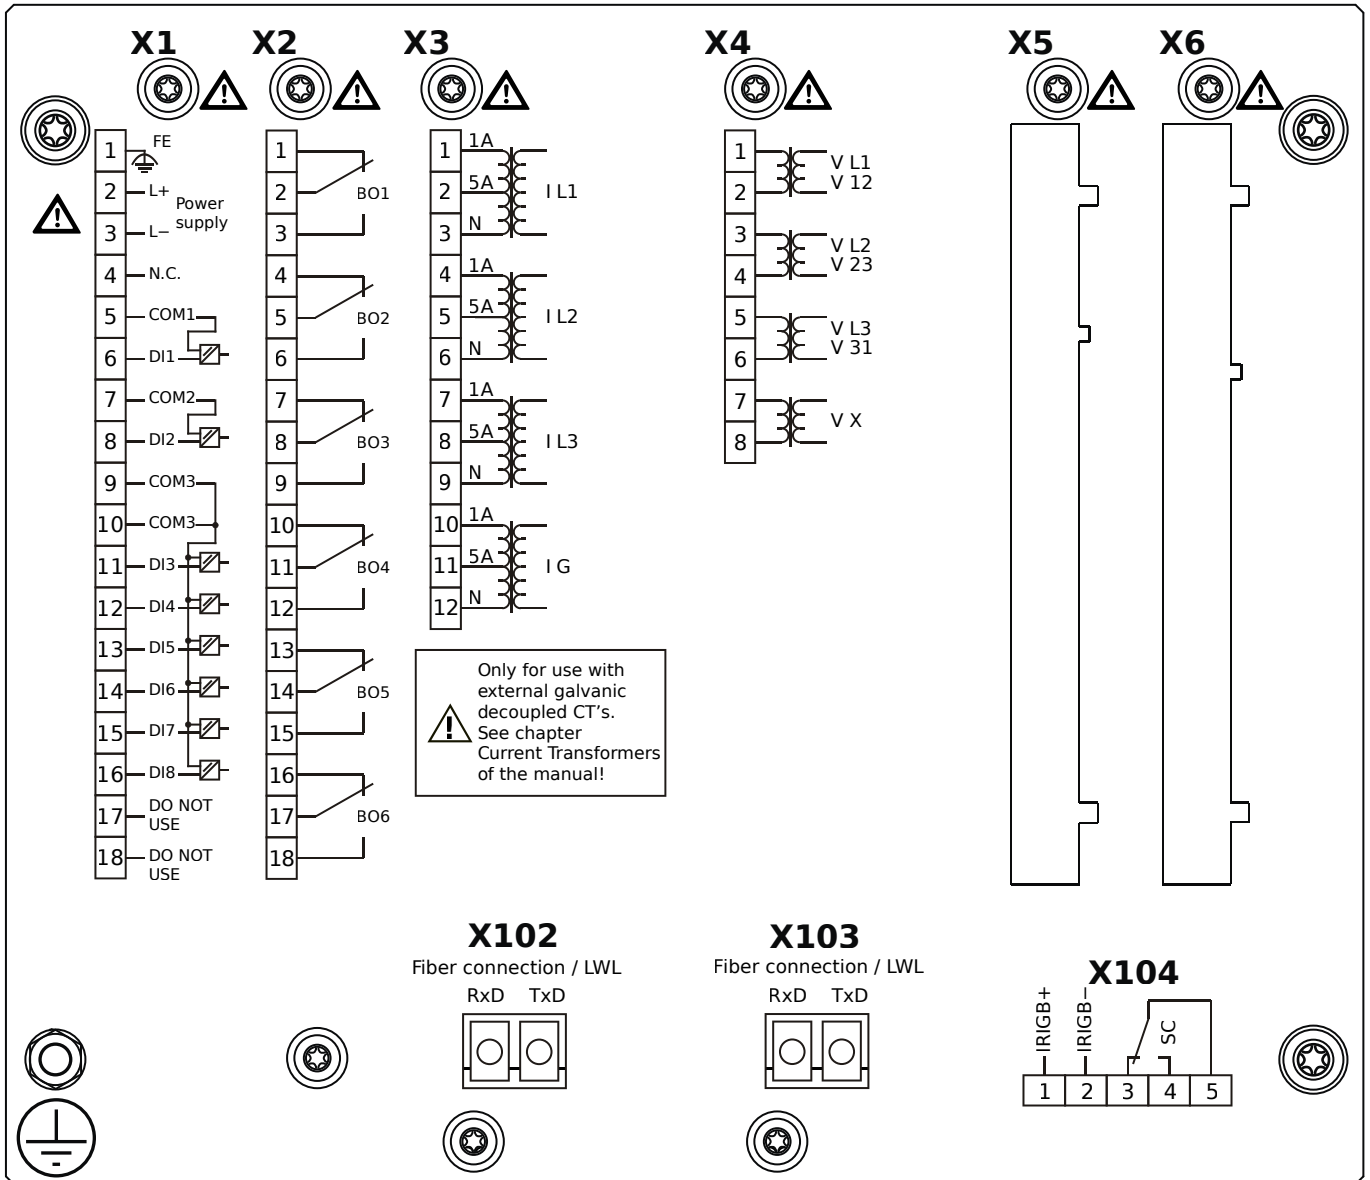 X1 X2 X3 X4 X5 X6
1 FE
2 L+
Power
supply
3 L−
4 N.C.
5 COM1
6 DI1
7 COM2
8 DI2
9 COM3
10 COM3
11 DI3
12 DI4
13 DI5
14 DI6
15 DI7
16 DI8
17 DO NOT
USE
18 DO NOT
USE
1
2 BO1
3
4
5 BO2
6
7
8 BO3
9
10
11 BO4
12
13
14 BO5
15
16
17 BO6
18
1 1A
2 5A I L1
3 N
4 1A
5 5A I L2
6 N
7 1A
8 5A I L3
9 N
10 1A
11 5A I G
12 N
Only for use with
external galvanic
decoupled CT's.
See chapter
Current Transformers
of the manual!
1 V L1
2 V 12
3 V L2
4 V 23
5 V L3
6 V 31
7 V X
8
X102
Fiber connection / LWL
RxD TxD
X103
Fiber connection / LWL
RxD TxD
X104
IRIGB+ IRIGB− SC
1 2 3 4 5